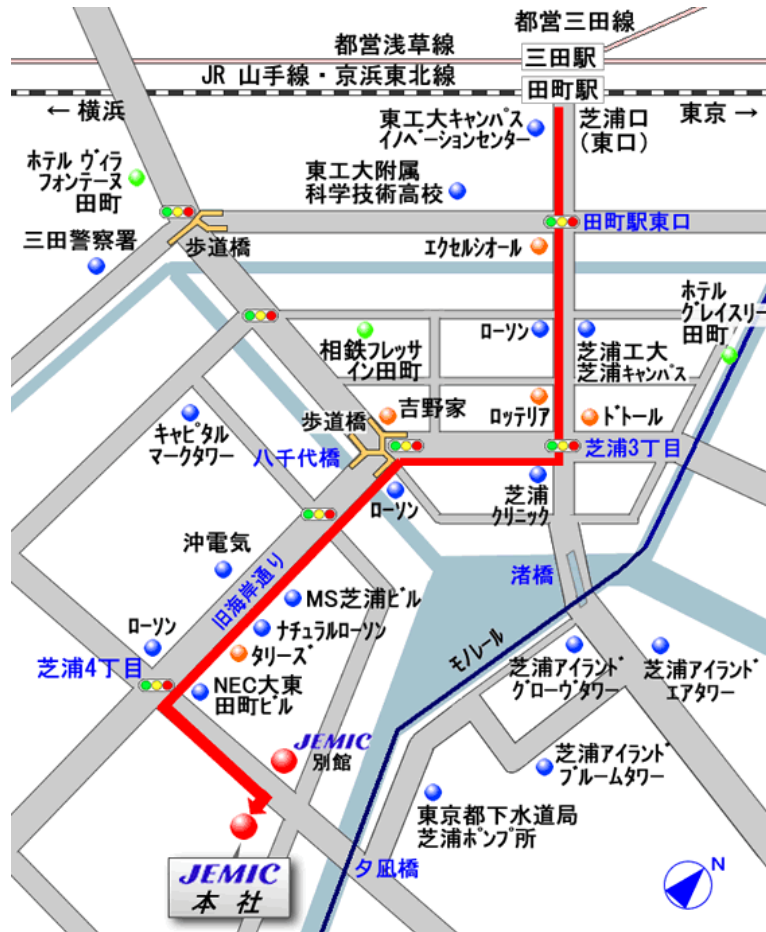 都営三田線
都営浅草線
三田駅
JR 山手線・京浜東北線
田町駅
← 横浜
東京 →
芝浦口
(東口)
東工大キャンパス
イノベーションセンター
ホテル ヴィラ
フォンテーヌ
田町
東工大附属
科学技術高校
三田警察署
歩道橋
田町駅東口
エクセルシオール
ホテル
グレイスリー
田町
ローソン
相鉄フレッサ
イン田町
芝浦工大
芝浦キャンパス
吉野家
ロッテリア
ドトール
キャピタル
マークタワー
歩道橋
八千代橋
芝浦3丁目
ローソン
芝浦
クリニック
沖電気
旧海岸通り
渚橋
MS芝浦ビル
ナチュラルローソン
タリーズ
ローソン
モノレール
芝浦4丁目
NEC大東
田町ビル
芝浦アイランド
グローヴタワー
芝浦アイランド
エアタワー
JEMIC
別館
芝浦アイランド
ブルームタワー
東京都下水道局
芝浦ポンプ所
夕凪橋
JEMIC
本 社
N